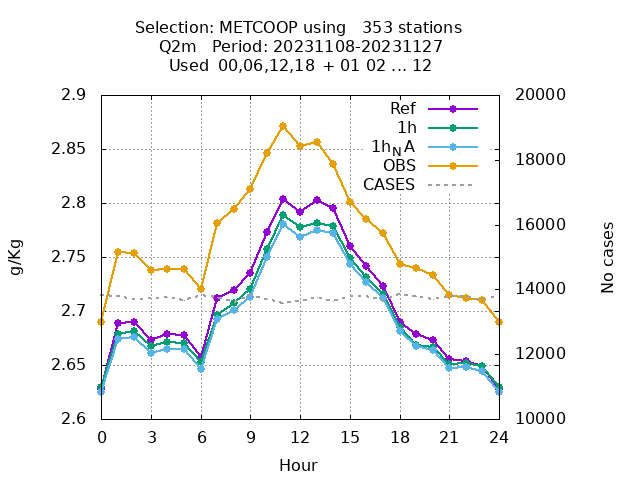 Selection: METCOOP using   353 stations
Q2m   Period: 20231108-20231127
Used  00,06,12,18 + 01 02 ... 12
2.9
2.85
2.8
2.75
2.7
2.65
2.6
20000
18000
16000
14000
12000
10000
Ref
1h
1hNA
OBS
CASES
g/Kg
No cases
0 3 6 9 12 15 18 21 24
Hour